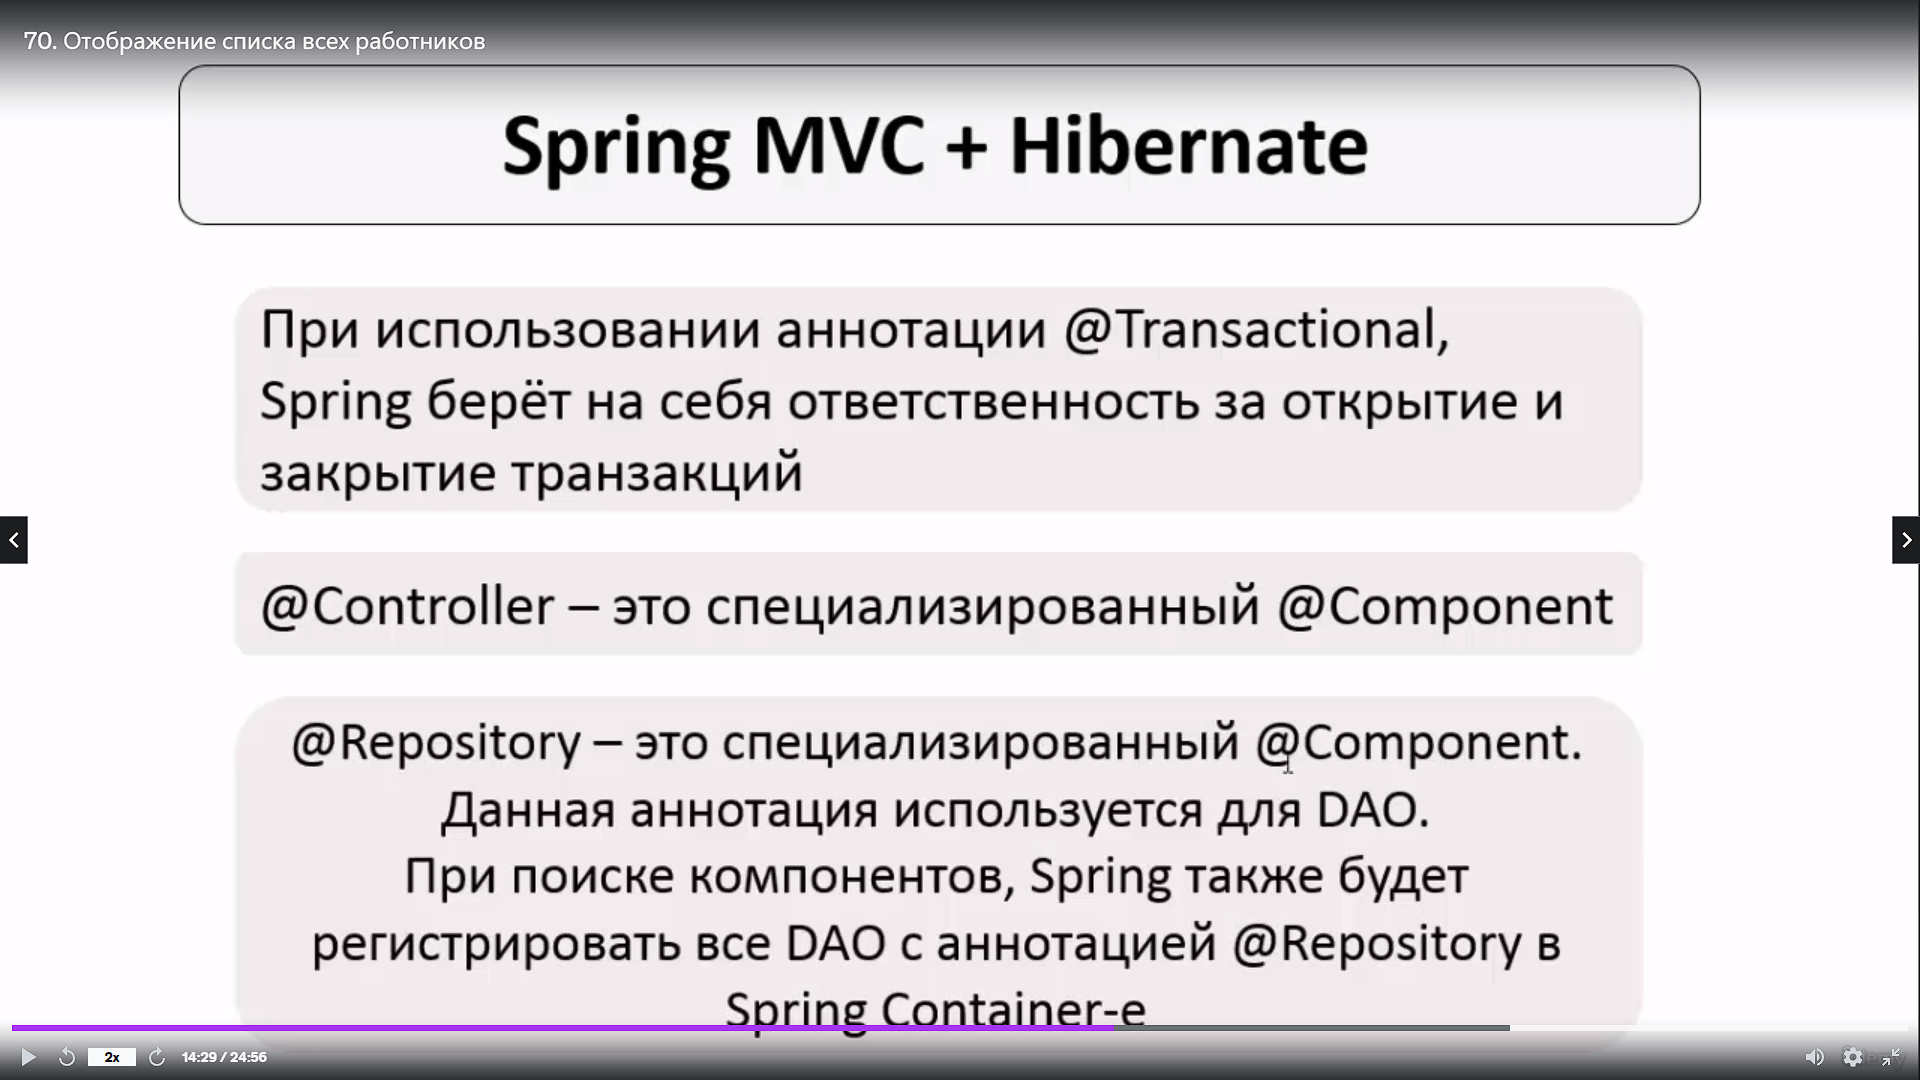 70. Отображение списка всех работников
Spring MVC + Hibernate
При использовании аннотации @Transactional,
Spring берёт на себя ответственность за открытие и
закрытие транзакций
@Controller – это специализированный @Component
@Repository – это специализированный @Component.
Данная аннотация используется для DAO.
При поиске компонентов, Spring также будет
регистрировать все DAO с аннотацией @Repository в
Spring Container-е
2x
14:29 / 24:56